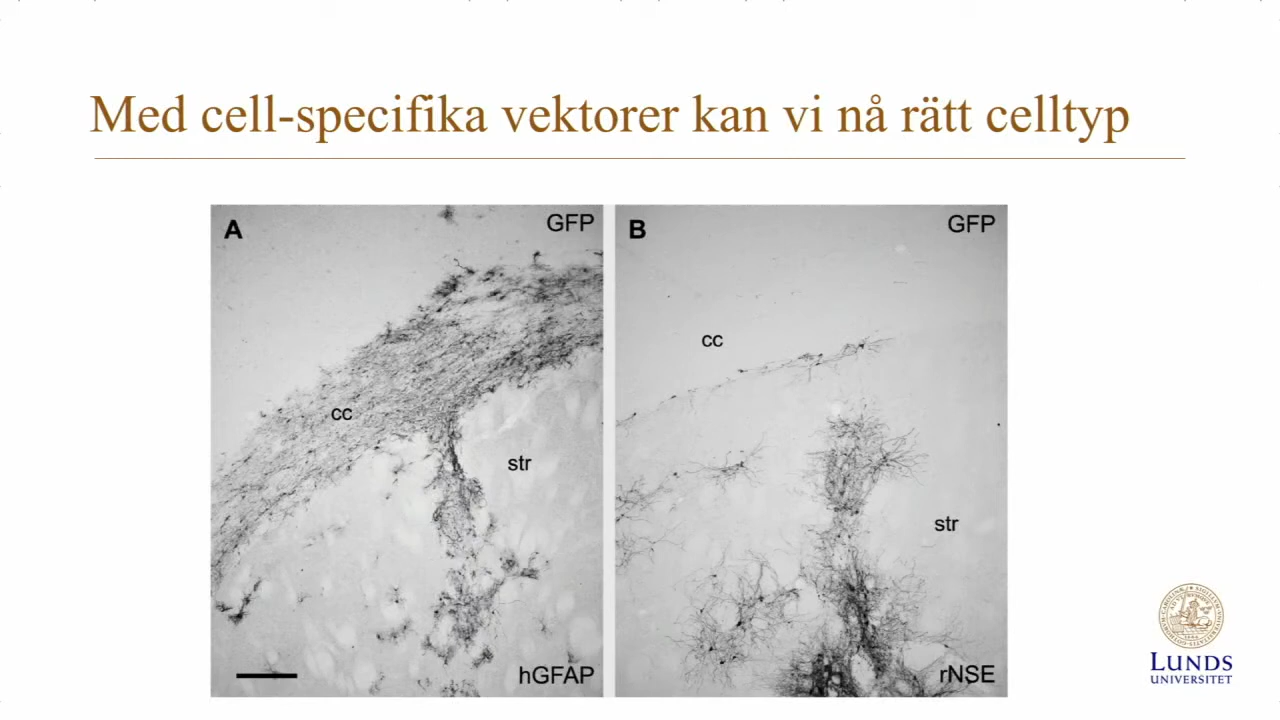 Med cell-specifika vektorer kan vi nå rätt celltyp
A
GFP
cc
str
hGFAP
B
GFP
cc
str
rNSE
LUNDS
UNIVERSITET